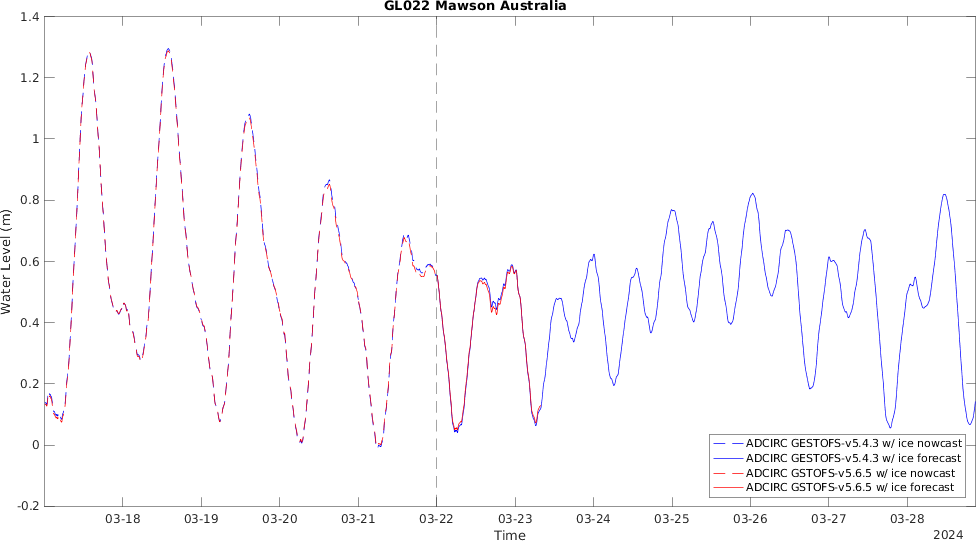 GL022 Mawson Australia
1.4
1.2
1
0.8
0.6
0.4
0.2
0
-0.2
Water Level (m)
03-18 03-19 03-20 03-21 03-22 03-23 03-24 03-25 03-26 03-27 03-28
Time
2024
ADCIRC GESTOFS-v5.4.3 w/ ice nowcast
ADCIRC GESTOFS-v5.4.3 w/ ice forecast
ADCIRC GSTOFS-v5.6.5 w/ ice nowcast
ADCIRC GSTOFS-v5.6.5 w/ ice forecast